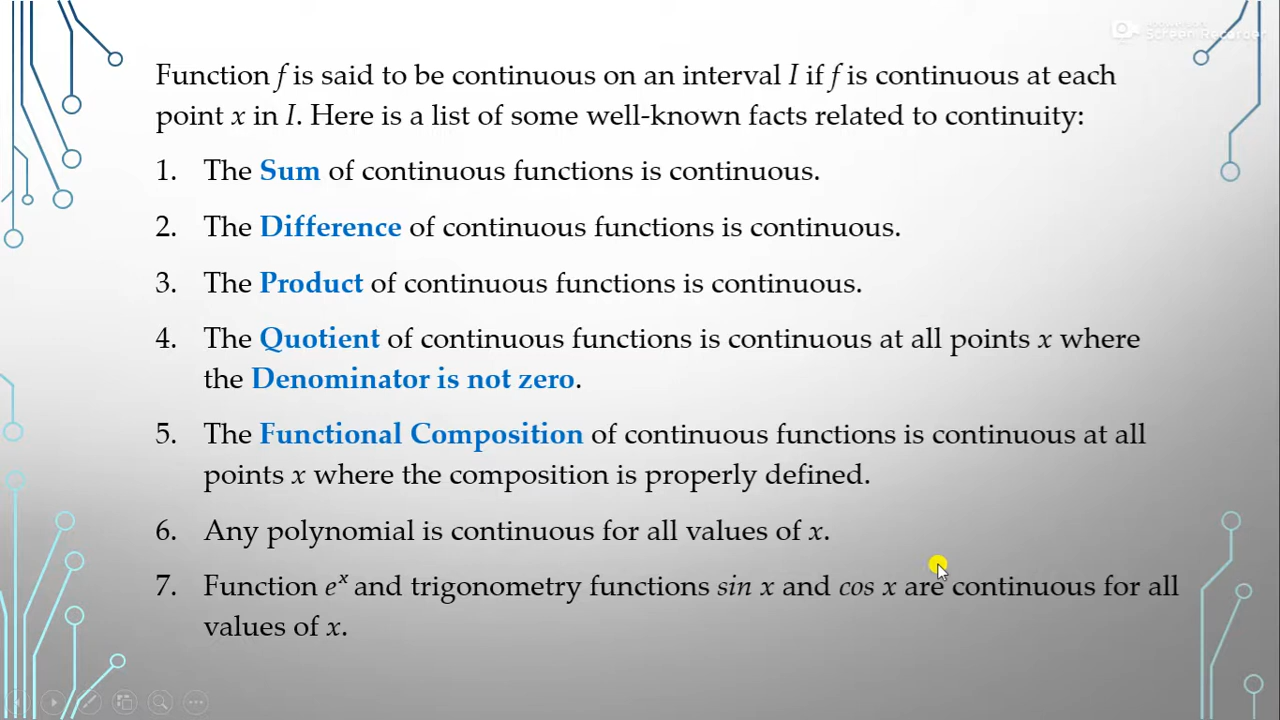 Function f is said to be continuous on an interval I if f is continuous at each
point x in I. Here is a list of some well-known facts related to continuity:
1. The Sum of continuous functions is continuous.
2. The Difference of continuous functions is continuous.
3. The Product of continuous functions is continuous.
4. The Quotient of continuous functions is continuous at all points x where
the Denominator is not zero.
5. The Functional Composition of continuous functions is continuous at all
points x where the composition is properly defined.
6. Any polynomial is continuous for all values of x.
7. Function eˣ and trigonometry functions sin x and cos x are continuous for all
values of x.
Screen Recorder